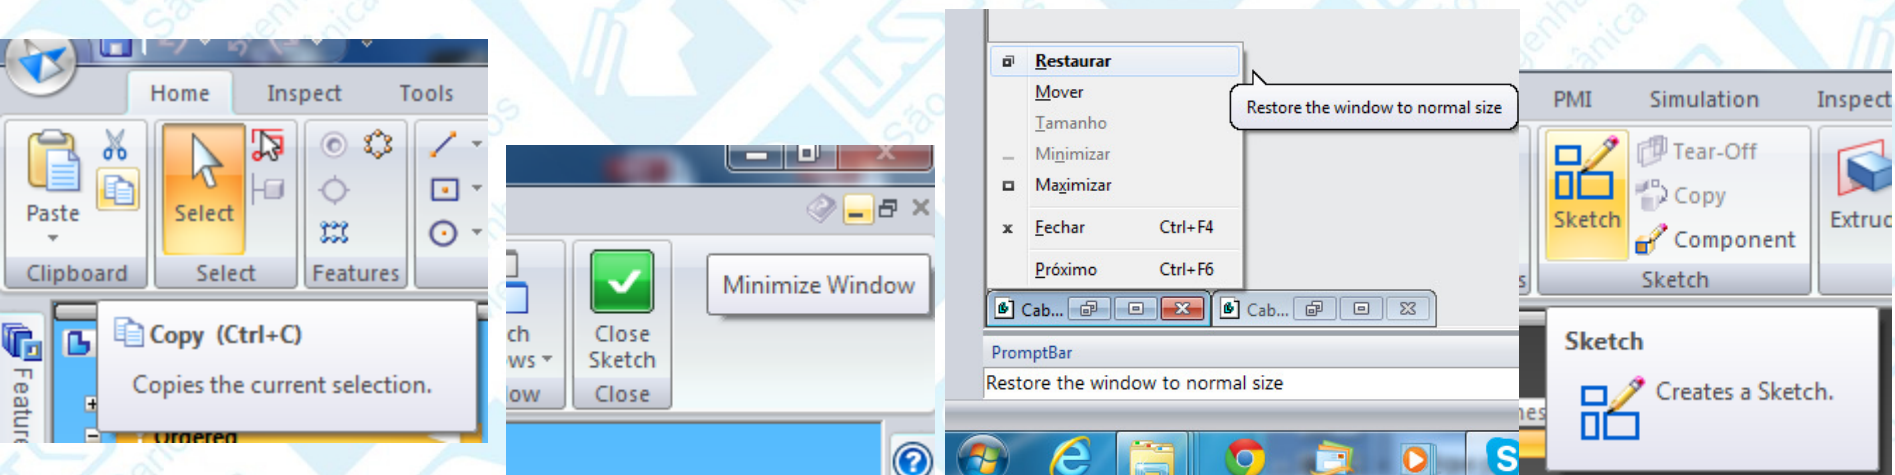 Home Inspect Tools
Paste
Select
Clipboard Select Features
Copy (Ctrl+C)
Copies the current selection.
Feature
Ordered
Minimize Window
Close
Sketch
Close
Restaurar
Mover
Tamanho
Minimizar
Maximizar
Fechar Ctrl+F4
Próximo Ctrl+F6
Restore the window to normal size
Cab... Cab...
PromptBar
Restore the window to normal size
PMI Simulation Inspect
Tear-Off
Copy
Component
Sketch
Extruc
Sketch
Sketch
Creates a Sketch.